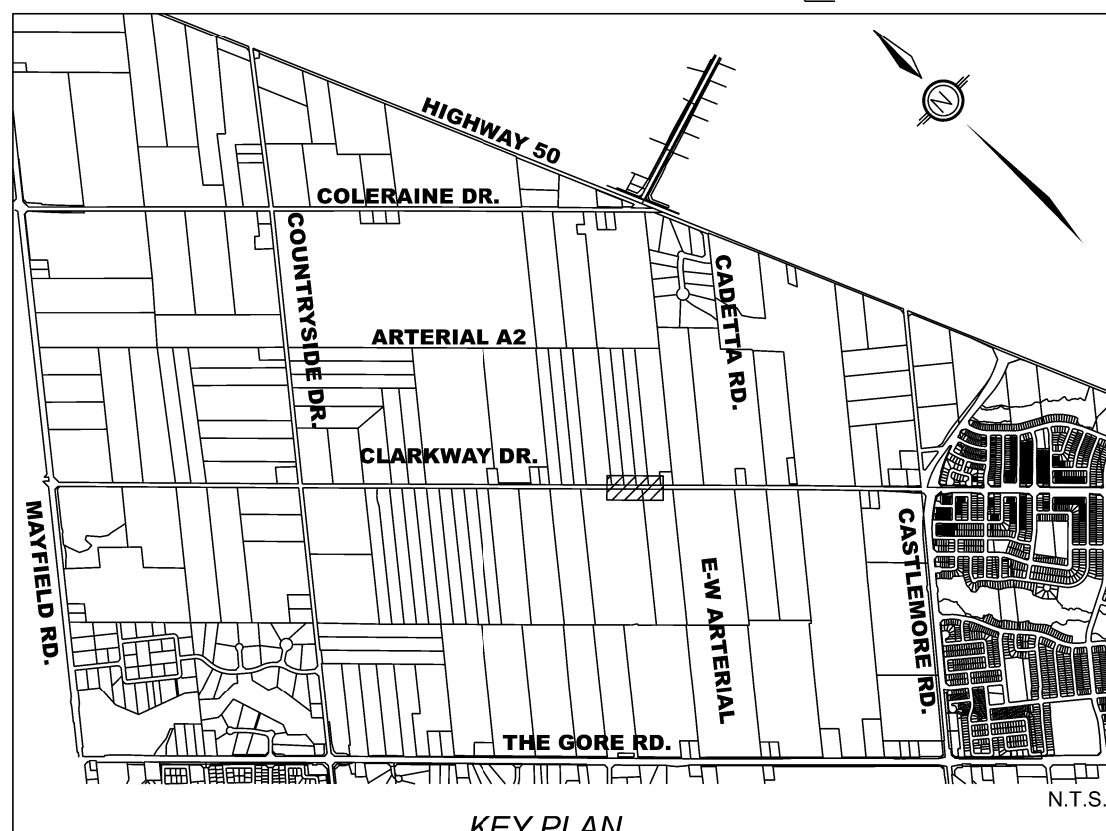 N
HIGHWAY 50
COLERAINE DR.
COUNTRYSIDE DR.
CADETTA RD.
ARTERIAL A2
CLARKWAY DR.
MAYFIELD RD.
CASTLEMORE RD.
E-W ARTERIAL
THE GORE RD.
N.T.S.
KEY PLAN